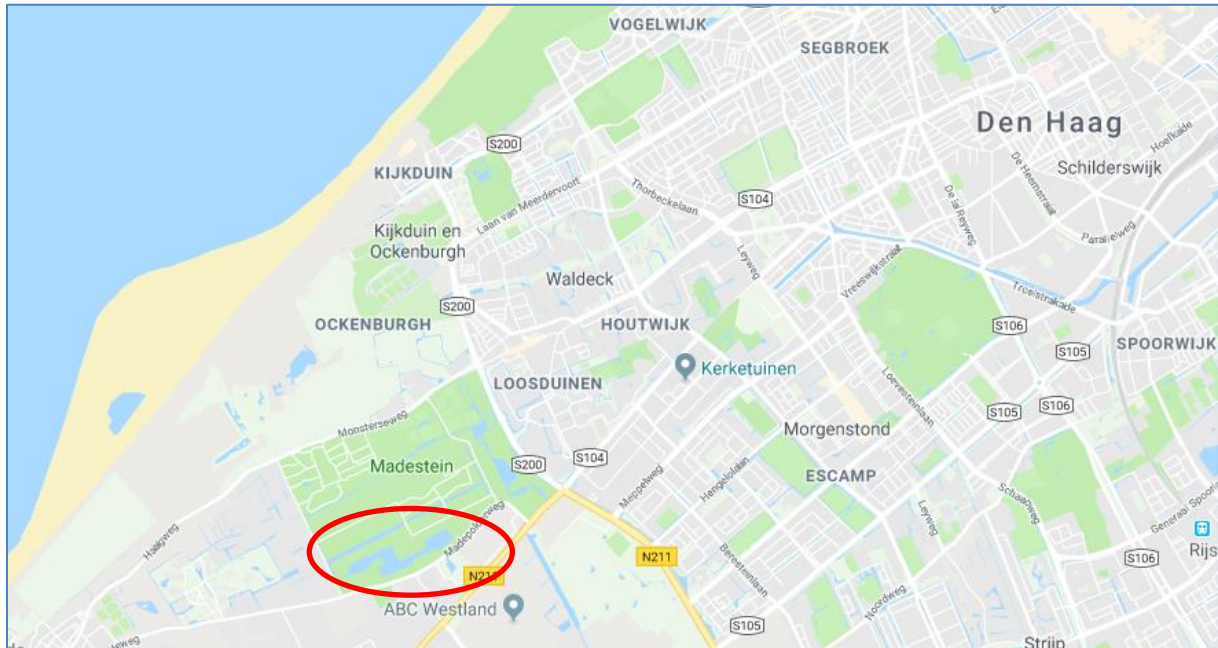 VOGELWIJK
SEGBROEK
Den Haag
Hoefkade
S200
De Heemstraat
Schilderswijk
KIJKDUIN
Laan van Meerdervoort
Thorbeckelaan
S104
De la Reyweg
Parallelweg
Kijkduin en
Ockenburgh
Leyweg
Vreeswijkstraat
Waldeck
Troelstrakade
S200
OCKENBURGH
HOUTWIJK
S106
SPOORWIJK
S105
Kerketuinen
LOOSDUINEN
Loevesteinlaan
S105
S106
Monsterseweg
Morgenstond
Madestein
S200
S104
Meppelweg
Hengelolaan
ESCAMP
Haagweg
Madepolderweg
Leyweg
Schaapweg
Generaal Spoor
N211
S106
Rijs
N211
Beresteinlaan
ABC Westland
Noordweg
S105
Strijp